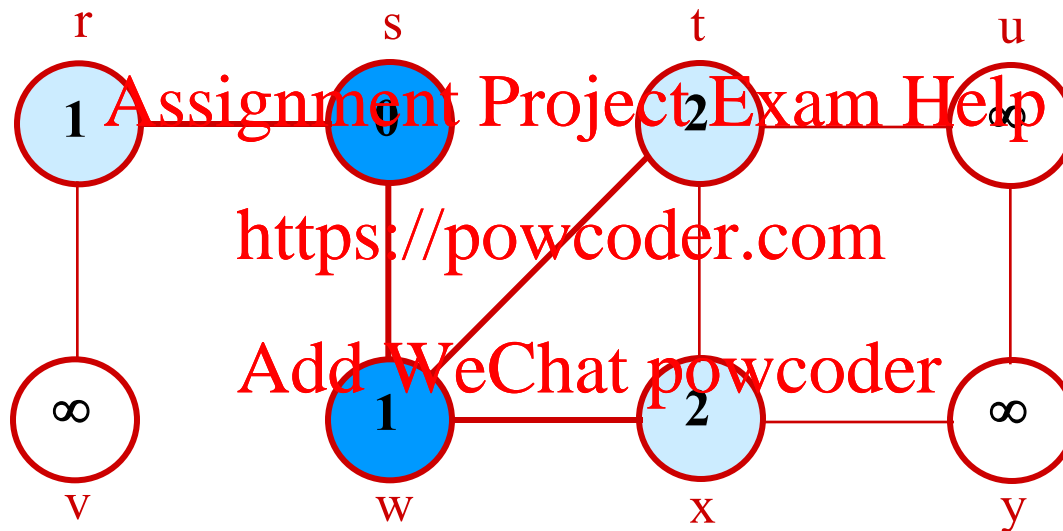 r s t u
1 0 2 ∞
Assignment Project Exam Help
https://powcoder.com
Add WeChat powcoder
∞ 1 2 ∞
v w x y